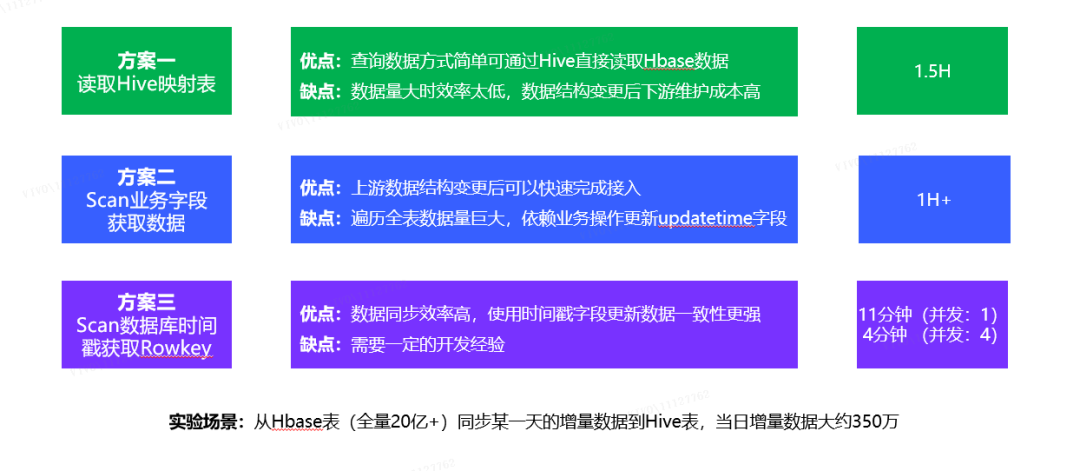 方案一
读取Hive映射表
优点：查询数据方式简单可通过Hive直接读取Hbase数据
缺点：数据量大时效率太低，数据结构变更后下游维护成本高
1.5H
方案二
Scan业务字段
获取数据
优点：上游数据结构变更后可以快速完成接入
缺点：遍历全表数据量巨大，依赖业务操作更新updatetime字段
1H+
方案三
Scan数据库时间
戳获取Rowkey
优点：数据同步效率高，使用时间戳字段更新数据一致性更强
缺点：需要一定的开发经验
11分钟（并发：1）
4分钟 （并发：4）
实验场景：从Hbase表（全量20亿+）同步某一天的增量数据到Hive表，当日增量数据大约350万